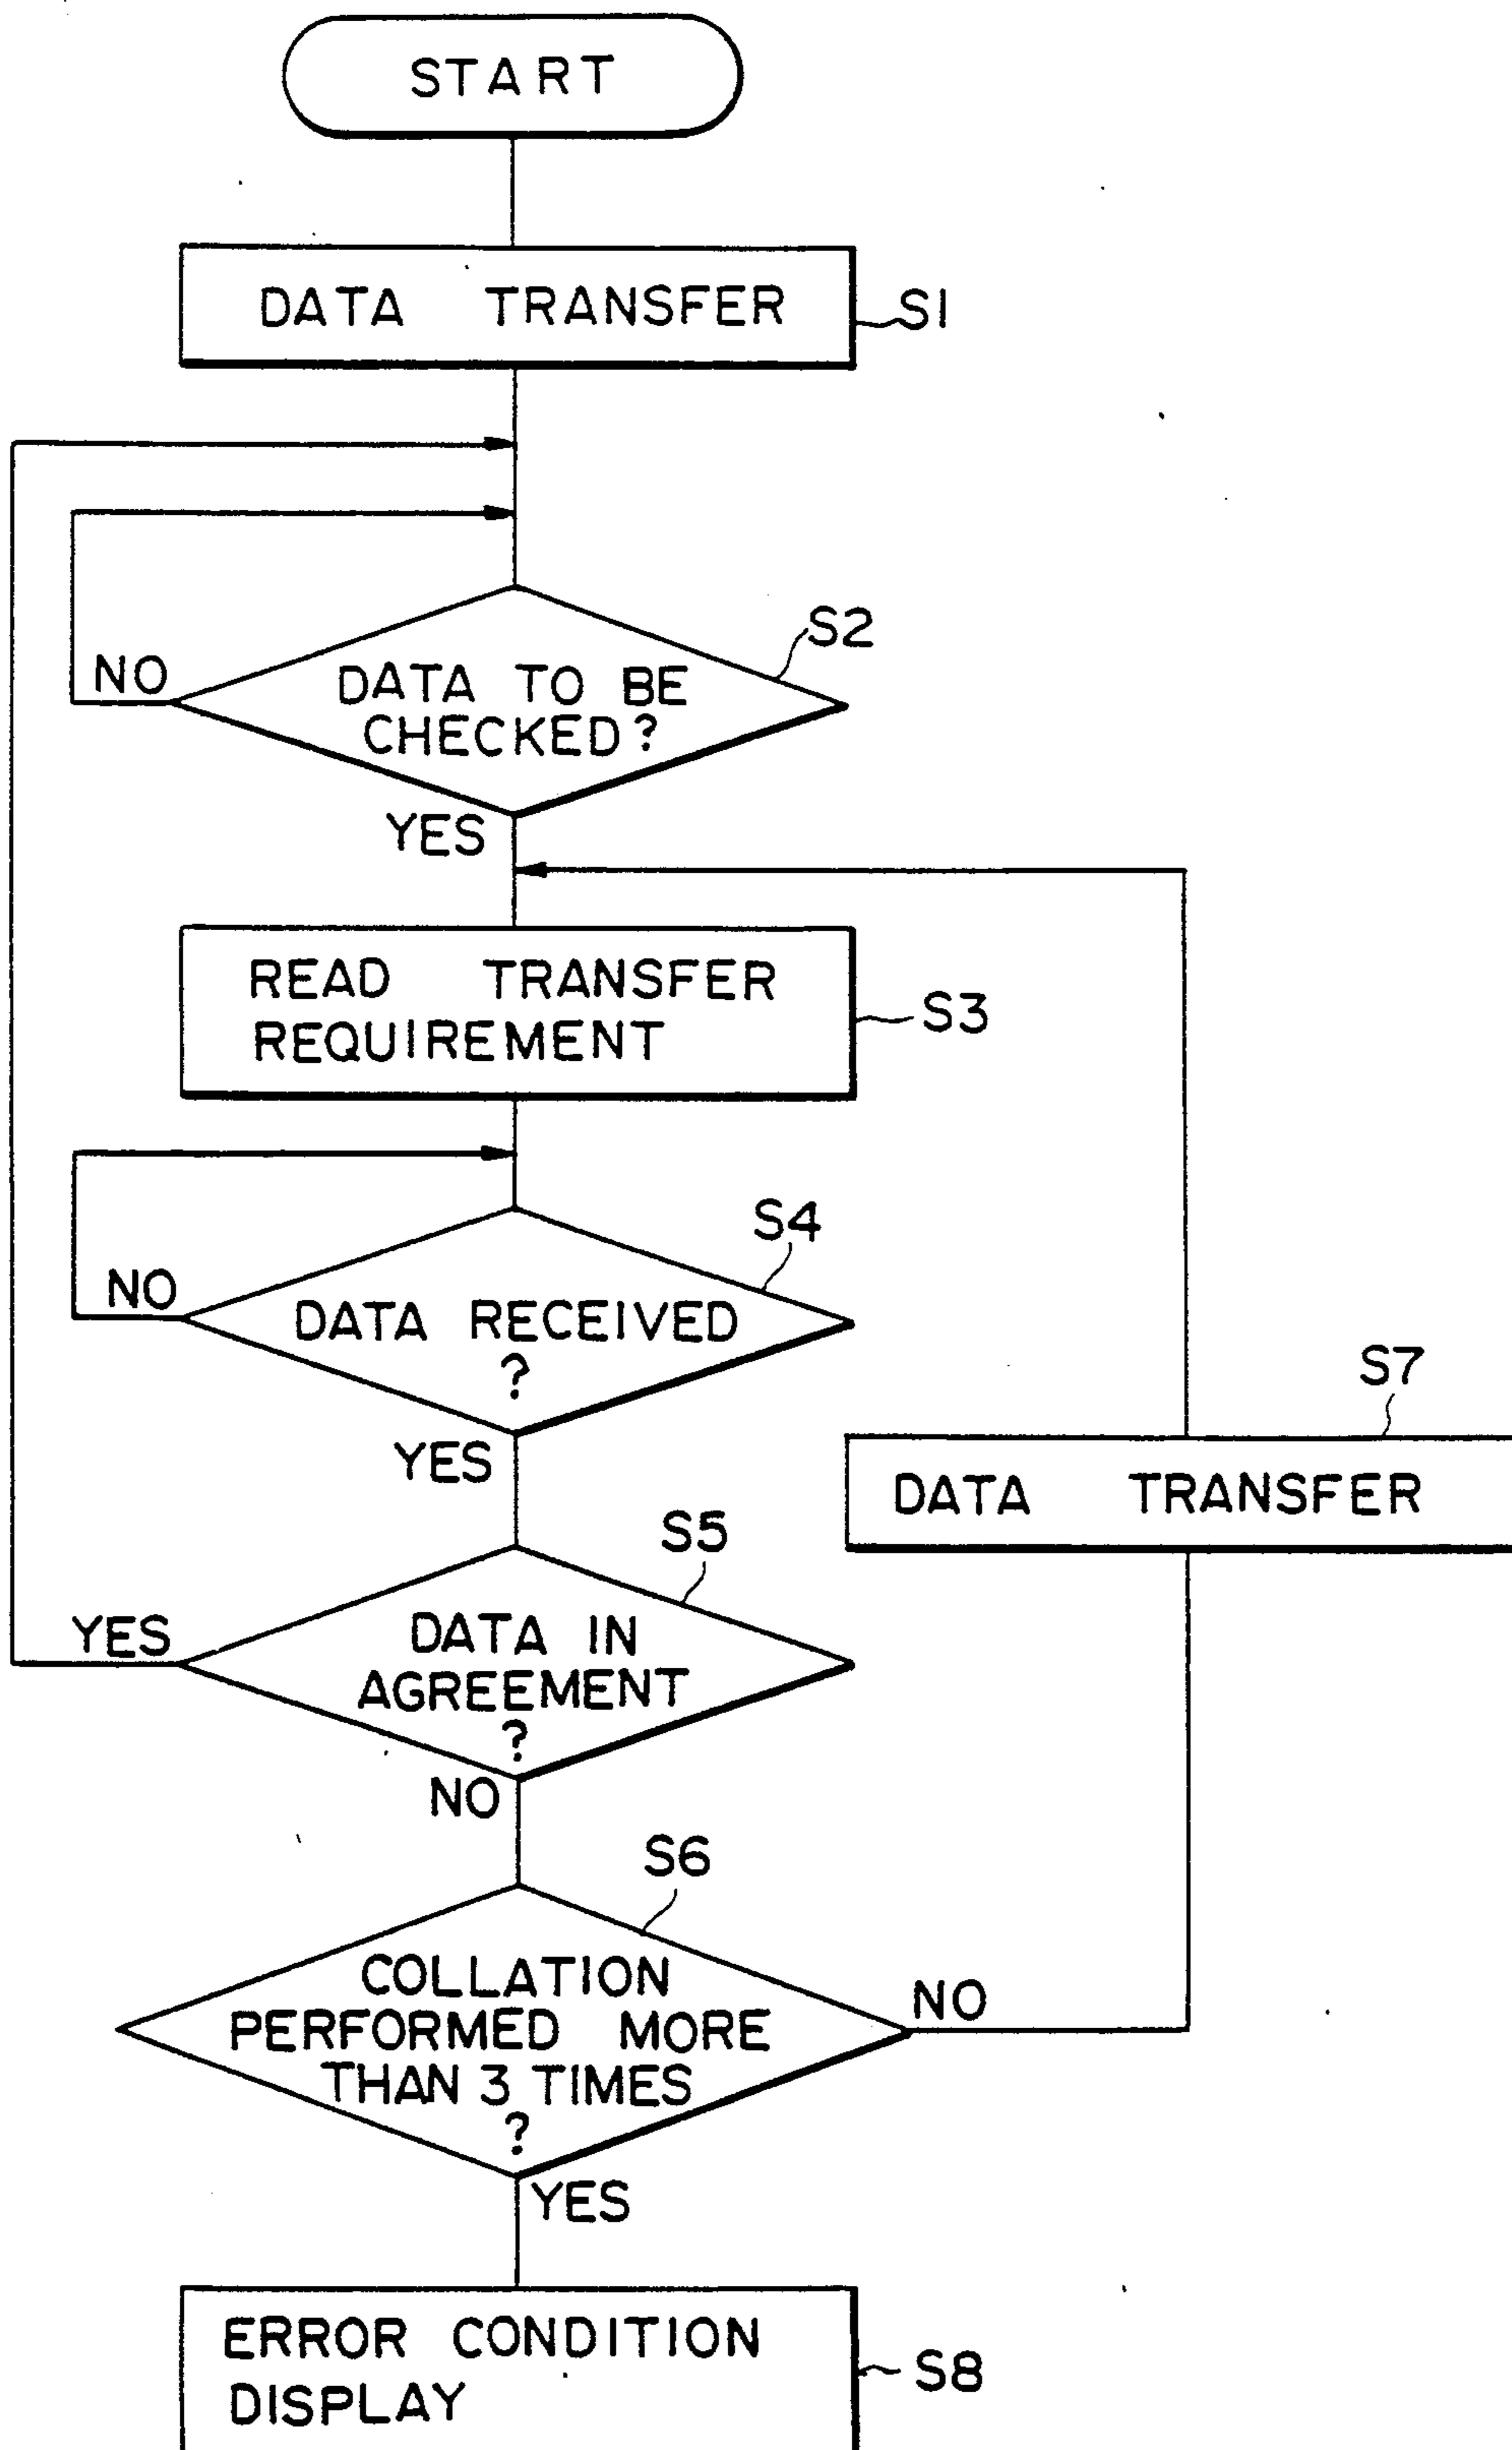 START
DATA TRANSFER
S1
S2
NO
DATA TO BE
CHECKED?
YES
READ TRANSFER
REQUIREMENT
S3
S4
NO
DATA RECEIVED
?
YES
S7
DATA TRANSFER
S5
YES
DATA IN
AGREEMENT
?
NO
S6
COLLATION
PERFORMED MORE
THAN 3 TIMES
?
NO
YES
ERROR CONDITION
DISPLAY
S8